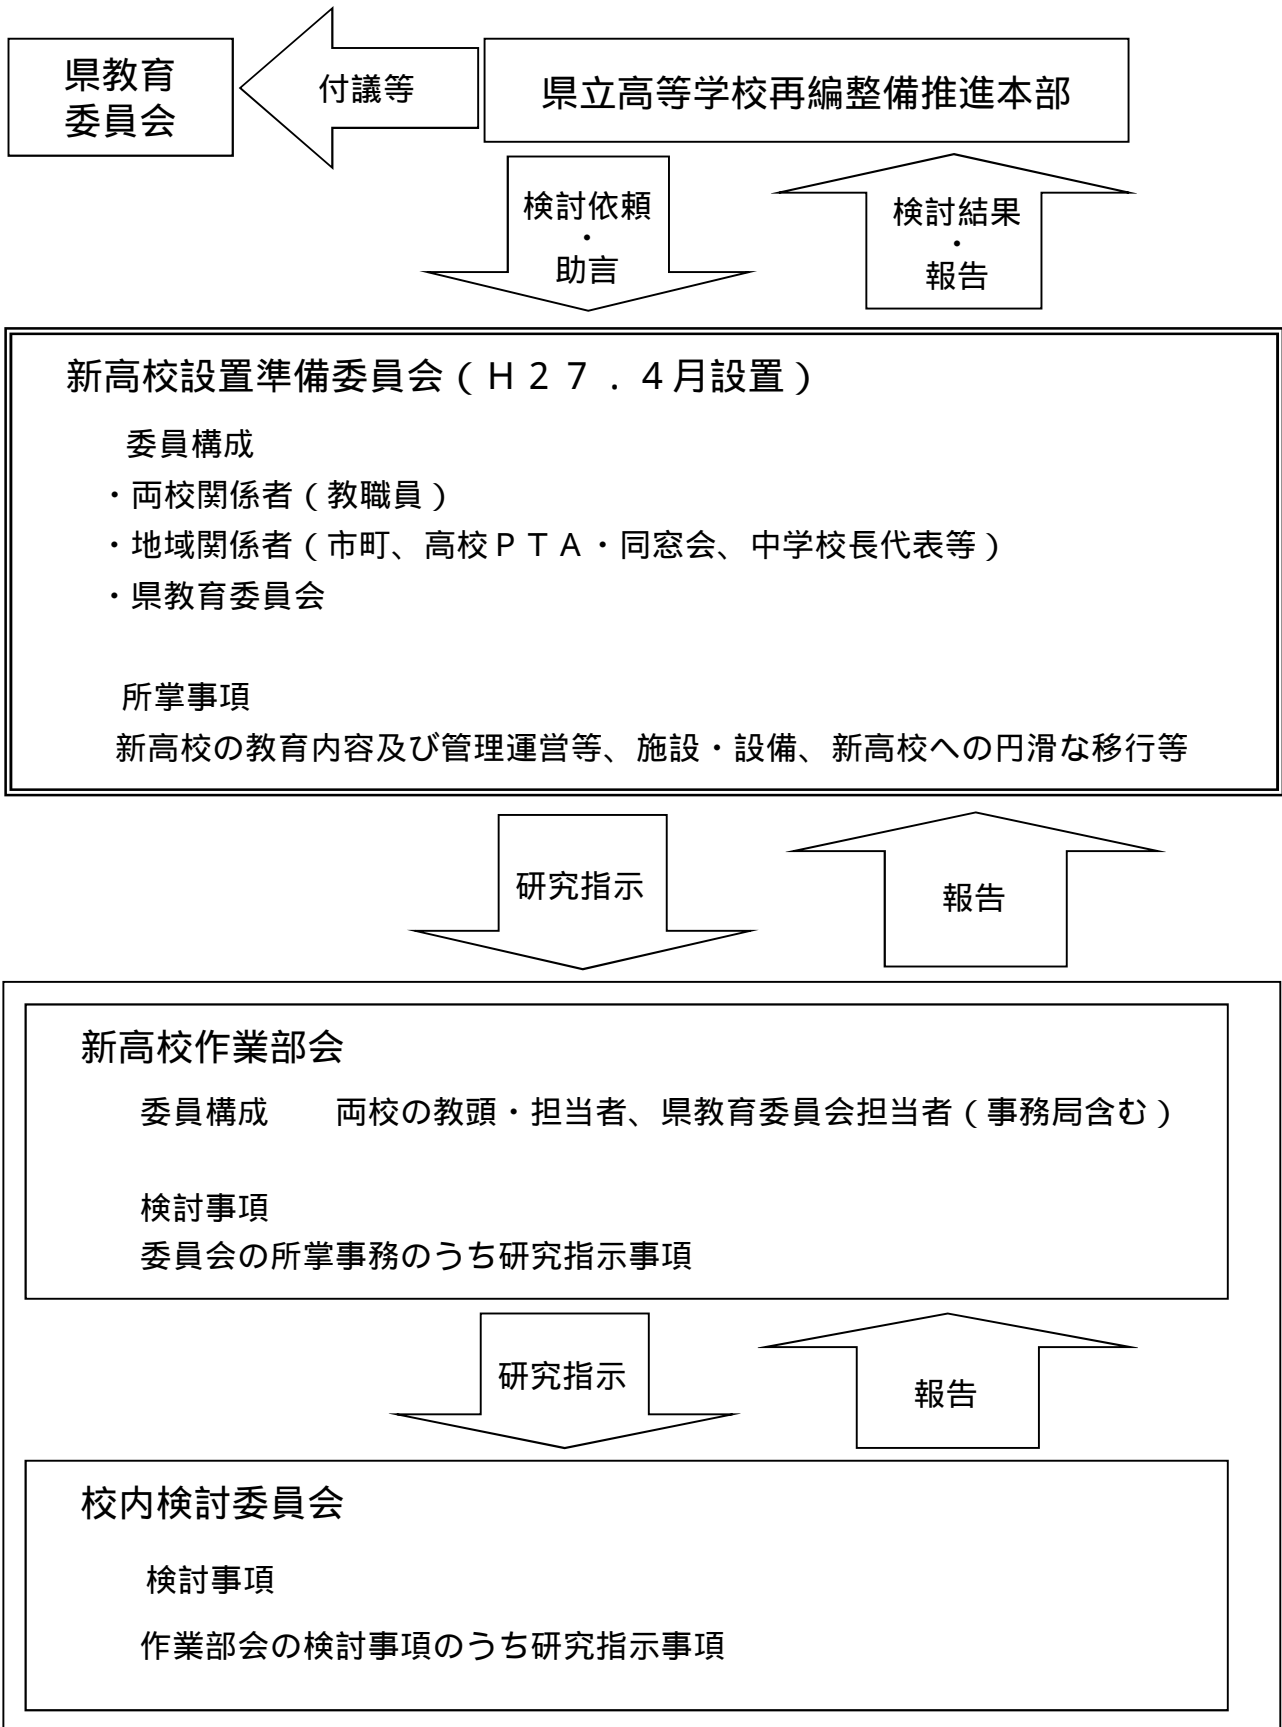 県教育
委員会
付議等
県立高等学校再編整備推進本部
検討依頼
・
助言
検討結果
・
報告
新高校設置準備委員会（Ｈ２７．４月設置）
委員構成
・両校関係者（教職員）
・地域関係者（市町、高校ＰＴＡ・同窓会、中学校長代表等）
・県教育委員会
所掌事項
新高校の教育内容及び管理運営等、施設・設備、新高校への円滑な移行等
研究指示
報告
新高校作業部会
委員構成　　両校の教頭・担当者、県教育委員会担当者（事務局含む）
検討事項
委員会の所掌事務のうち研究指示事項
研究指示
報告
校内検討委員会
検討事項
作業部会の検討事項のうち研究指示事項